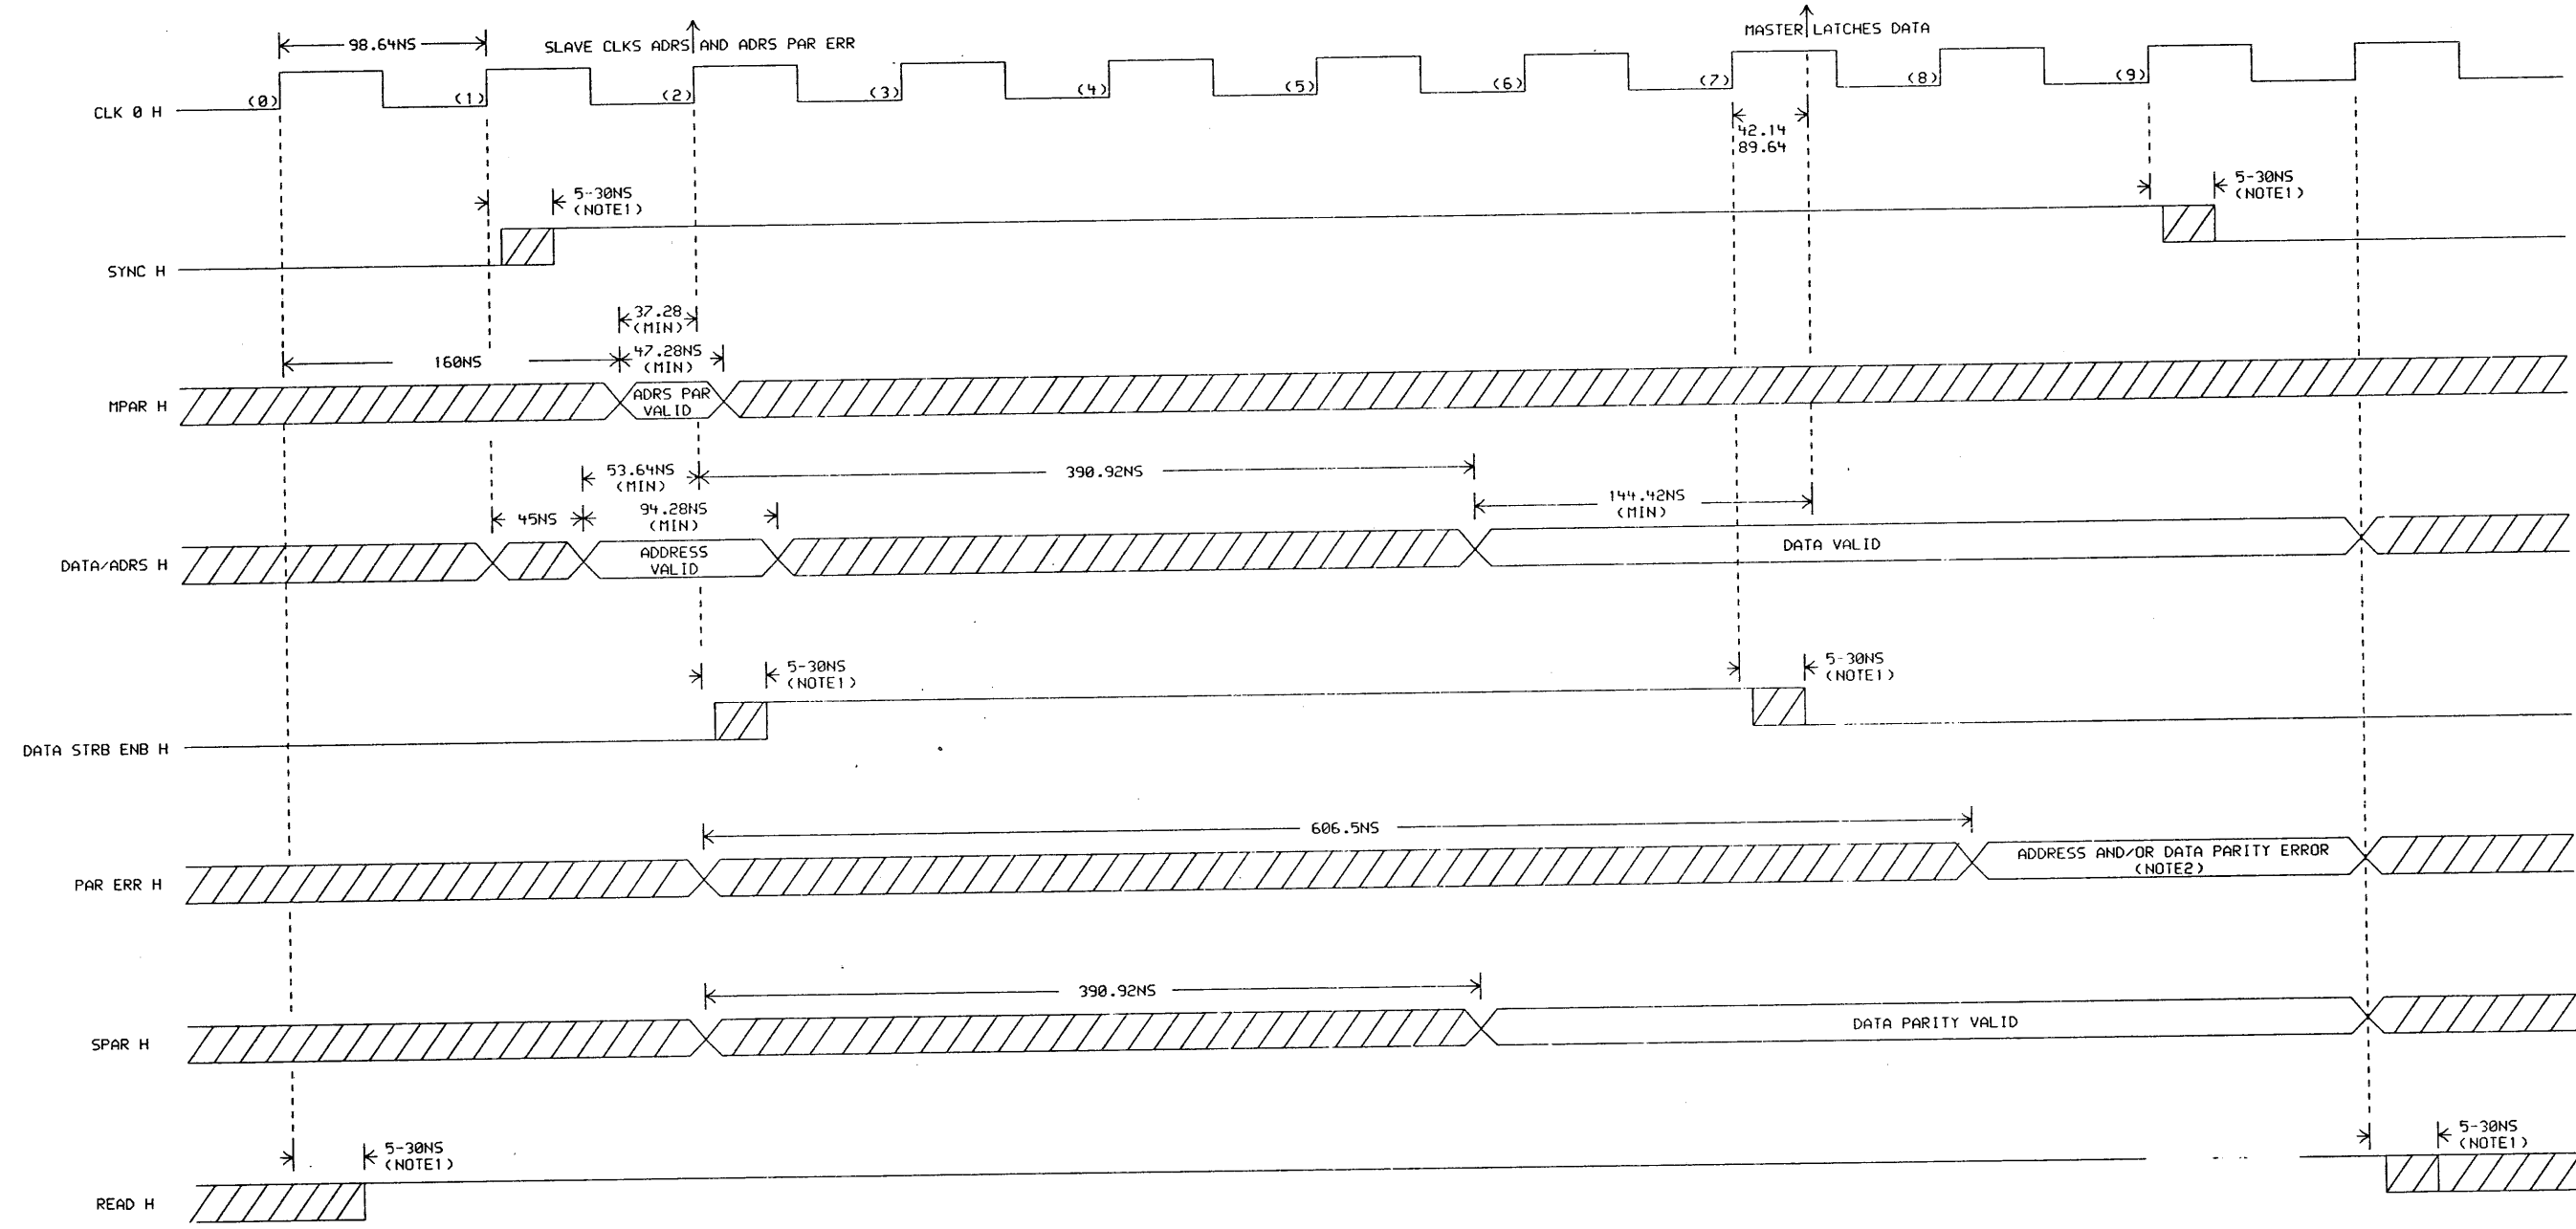 98.64NS
SLAVE CLKS ADRS AND ADRS PAR ERR
MASTER LATCHES DATA
CLK 0 H
(0)
(1)
(2)
(3)
(4)
(5)
(6)
(7)
(8)
(9)
42.14
89.64
5-30NS
(NOTE1)
5-30NS
(NOTE1)
SYNC H
37.28
(MIN)
160NS
47.28NS
(MIN)
MPAR H
ADRS PAR
VALID
53.64NS
(MIN)
390.92NS
45NS
94.28NS
(MIN)
144.42NS
(MIN)
DATA/ADRS H
ADDRESS
VALID
DATA VALID
5-30NS
(NOTE1)
5-30NS
(NOTE1)
DATA STRB ENB H
606.5NS
PAR ERR H
ADDRESS AND/OR DATA PARITY ERROR
(NOTE2)
390.92NS
SPAR H
DATA PARITY VALID
5-30NS
(NOTE1)
5-30NS
(NOTE1)
READ H